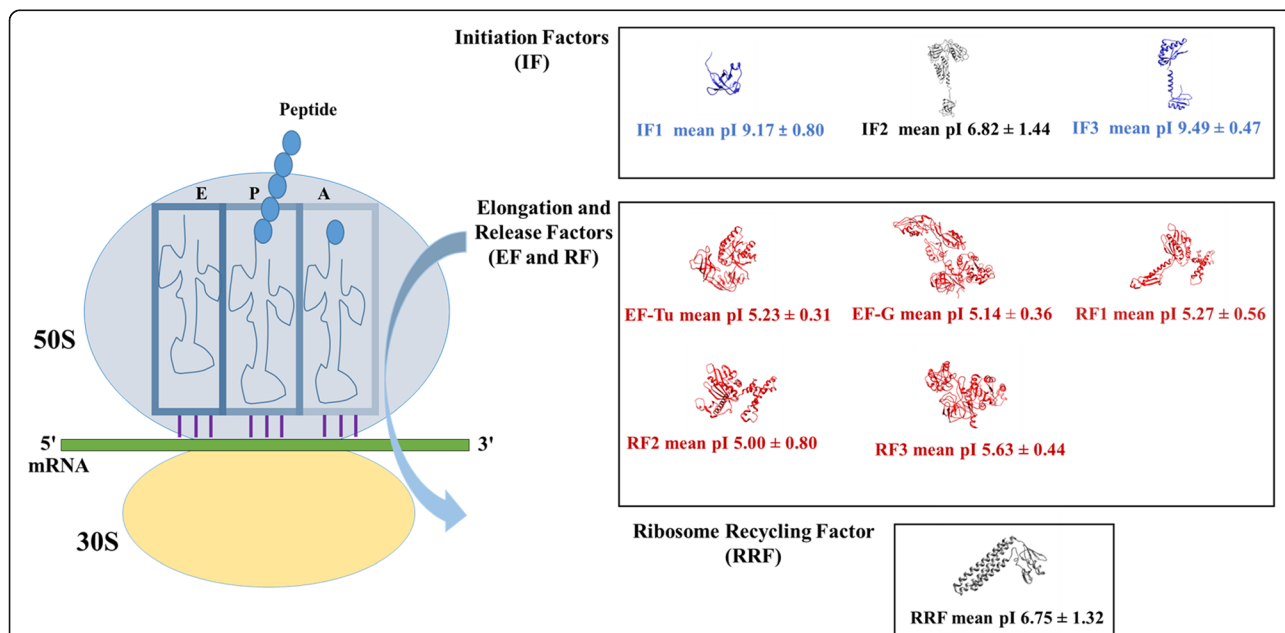 Initiation Factors
(IF)
IF1 mean pI 9.17 ± 0.80
IF2 mean pI 6.82 ± 1.44
IF3 mean pI 9.49 ± 0.47
Peptide
E P A
50S
5'
3'
mRNA
30S
Elongation and
Release Factors
(EF and RF)
EF-Tu mean pI 5.23 ± 0.31
EF-G mean pI 5.14 ± 0.36
RF1 mean pI 5.27 ± 0.56
RF2 mean pI 5.00 ± 0.80
RF3 mean pI 5.63 ± 0.44
Ribosome Recycling Factor
(RRF)
RRF mean pI 6.75 ± 1.32